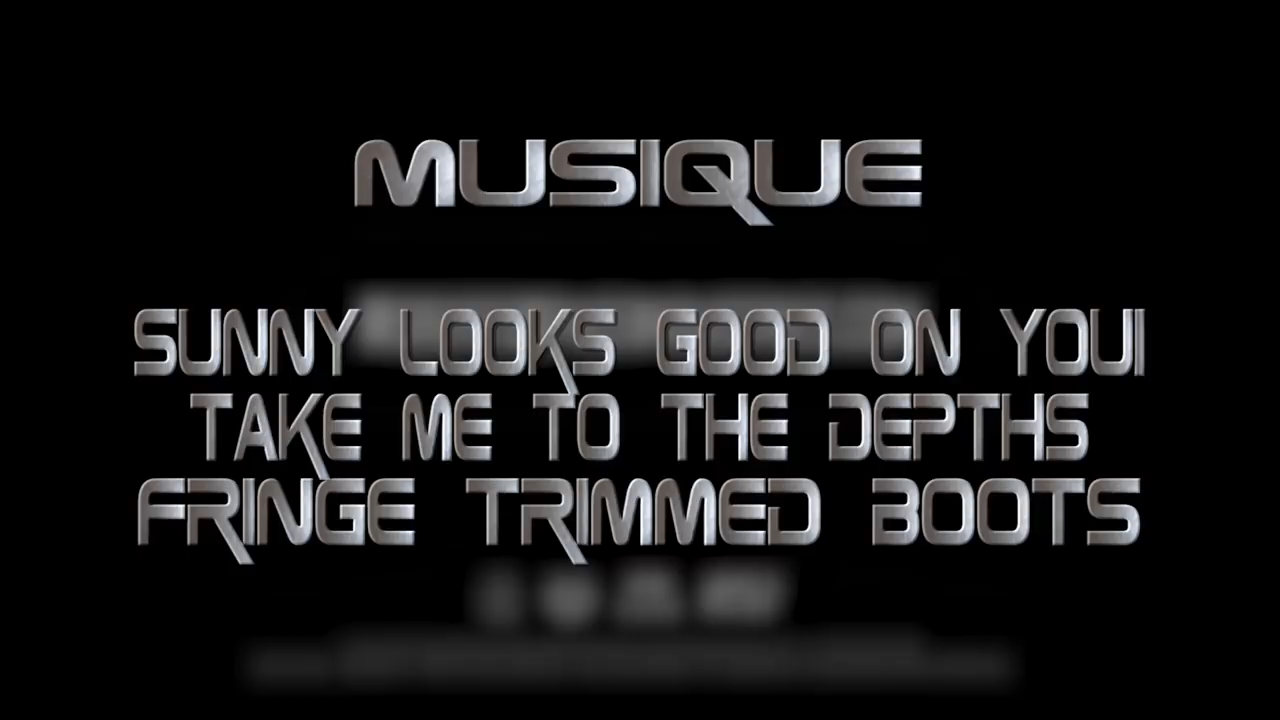 MUSIQUE
SUNNY LOOKS GOOD ON YOU!
TAKE ME TO THE DEPTHS
FRINGE TRIMMED BOOTS